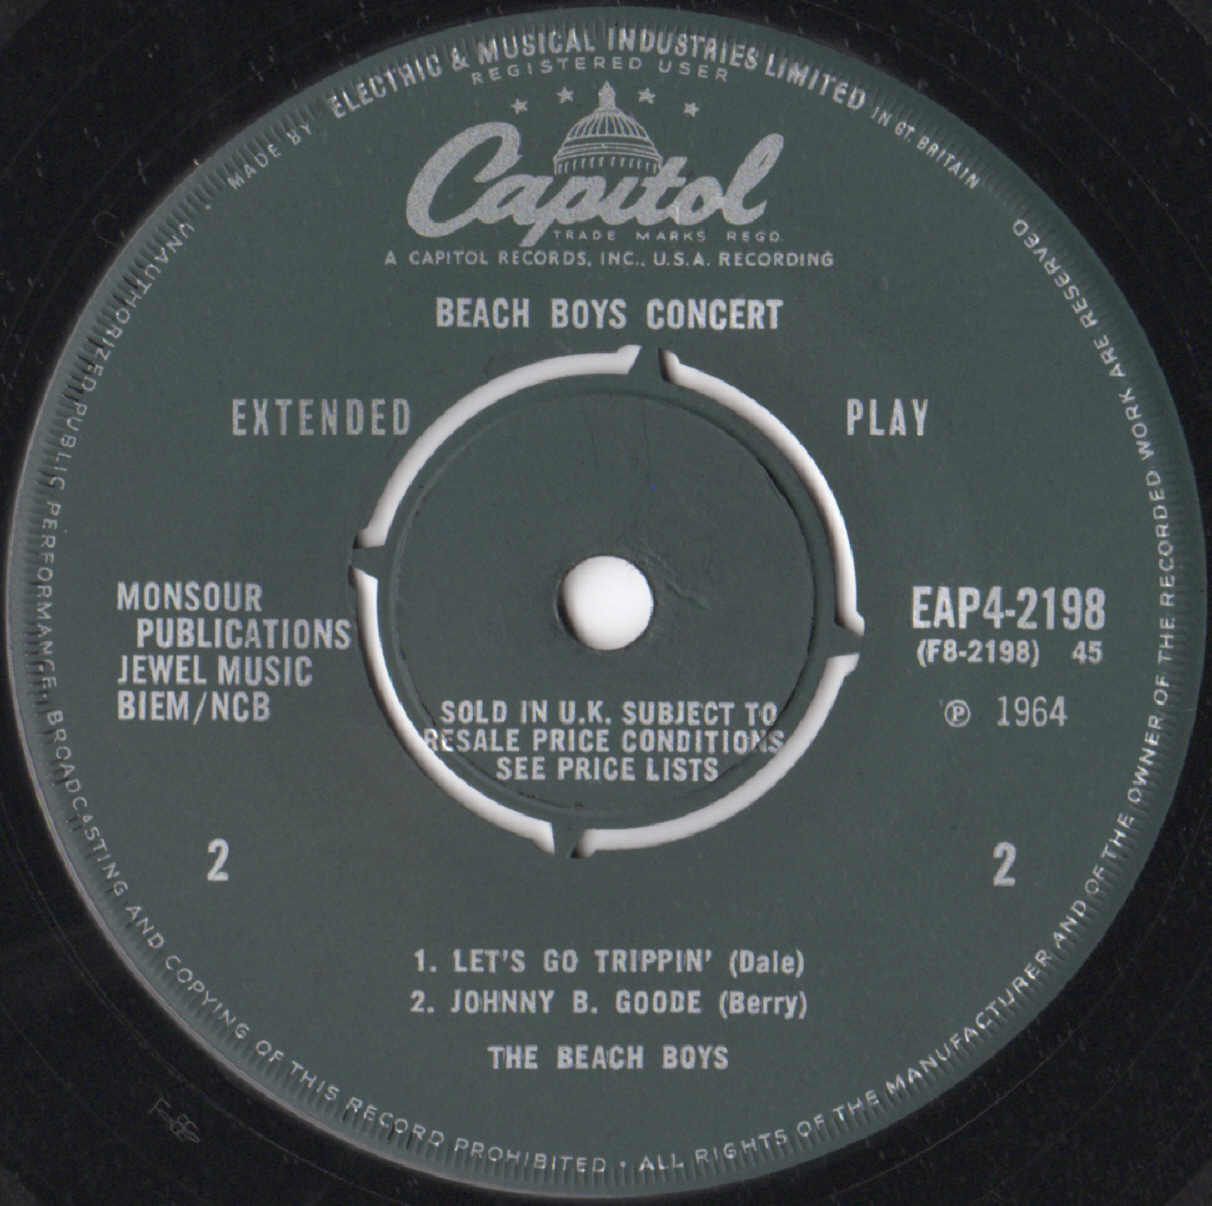 MADE BY ELECTRIC & MUSICAL INDUSTRIES LIMITED IN GT. BRITAIN
REGISTERED USER
Capitol
TRADE MARKS REGD.
A CAPITOL RECORDS, INC., U.S.A. RECORDING
BEACH BOYS CONCERT
EXTENDED PLAY
MONSOUR
PUBLICATIONS
JEWEL MUSIC
BIEM/NCB
EAP4-2198
(F8-2198) 45
℗ 1964
SOLD IN U.K. SUBJECT TO
RESALE PRICE CONDITIONS
SEE PRICE LISTS
2 2
1. LET'S GO TRIPPIN' (Dale)
2. JOHNNY B. GOODE (Berry)
THE BEACH BOYS
UNAUTHORIZED PUBLIC PERFORMANCE, BROADCASTING AND COPYING OF THIS RECORD PROHIBITED · ALL RIGHTS OF THE MANUFACTURER AND OF THE OWNER OF THE RECORDED WORK ARE RESERVED